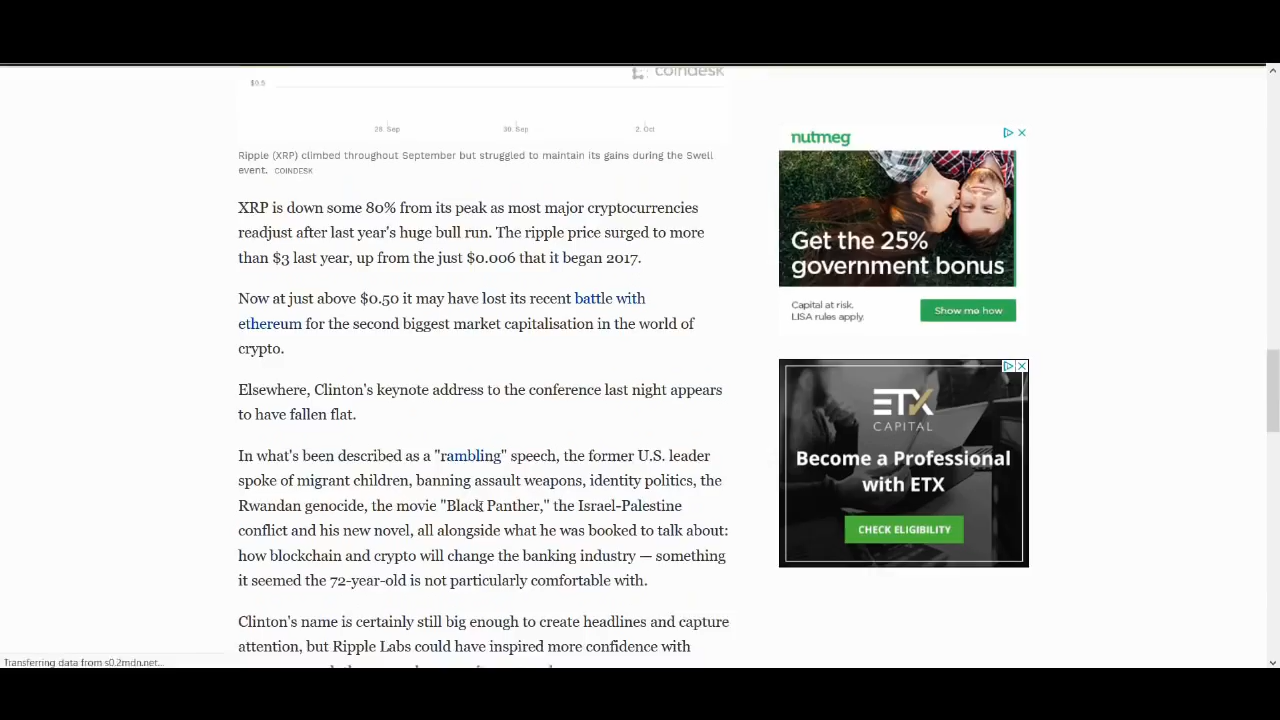 coindesk
$0.0
29. Sep
30. Sep
2. Oct
Ripple (XRP) climbed throughout September but struggled to maintain its gains during the Swell
event. COINDESK
XRP is down some 80% from its peak as most major cryptocurrencies
readjust after last year's huge bull run. The ripple price surged to more
than $3 last year, up from the just $0.006 that it began 2017.
Now at just above $0.50 it may have lost its recent battle with
ethereum for the second biggest market capitalisation in the world of
crypto.
Elsewhere, Clinton's keynote address to the conference last night appears
to have fallen flat.
In what's been described as a "rambling" speech, the former U.S. leader
spoke of migrant children, banning assault weapons, identity politics, the
Rwandan genocide, the movie "Black Panther," the Israel-Palestine
conflict and his new novel, all alongside what he was booked to talk about:
how blockchain and crypto will change the banking industry — something
it seemed the 72-year-old is not particularly comfortable with.
Clinton's name is certainly still big enough to create headlines and capture
attention, but Ripple Labs could have inspired more confidence with
nutmeg
Get the 25%
government bonus
Capital at risk.
LISA rules apply.
Show me how
ETX
CAPITAL
Become a Professional
with ETX
CHECK ELIGIBILITY
Transferring data from s0.2mdn.net...